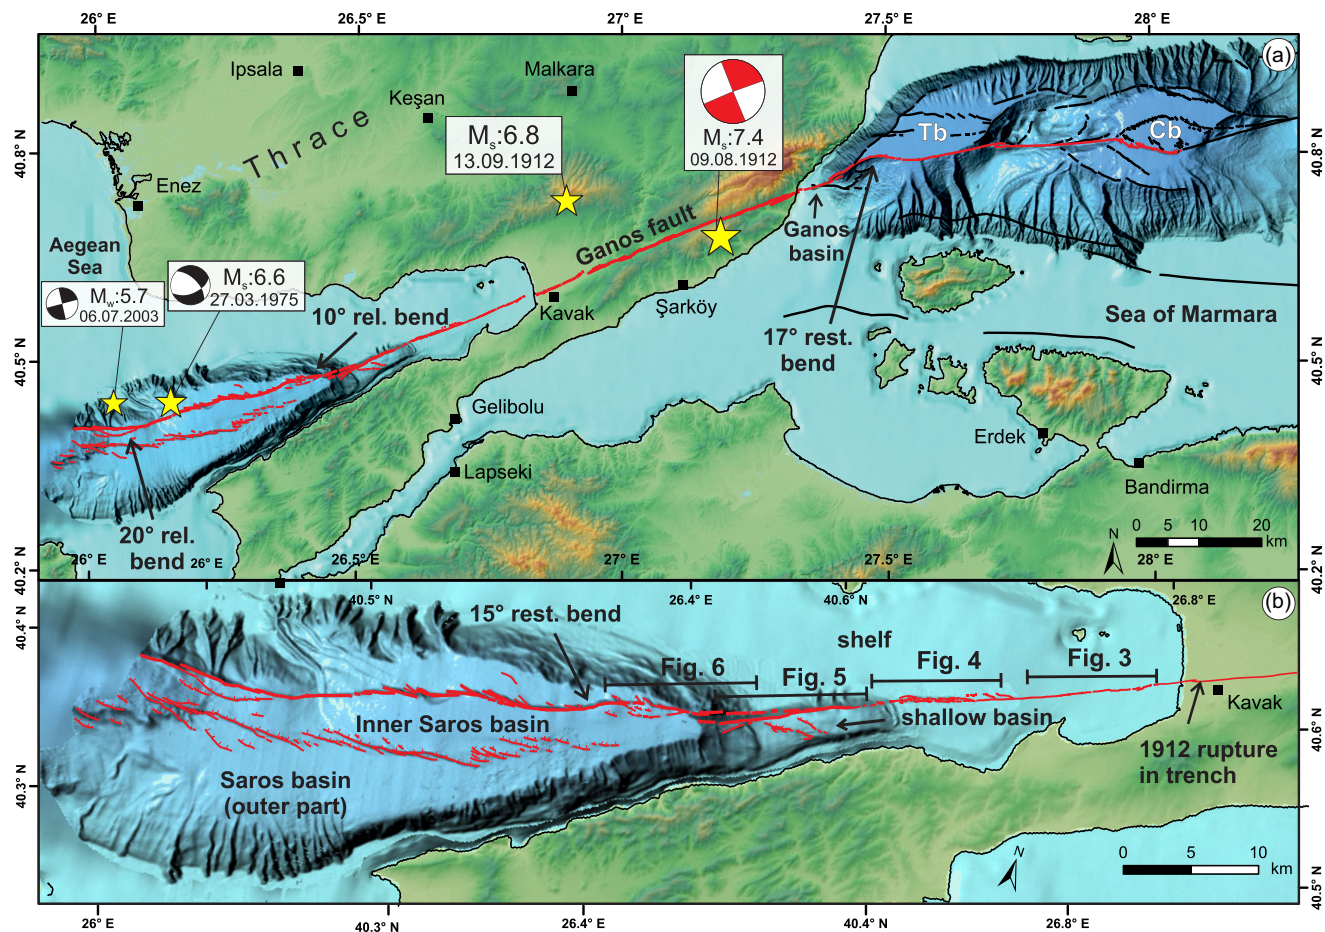 26° E
26.5° E
27° E
27.5° E
28° E
(a)
Ipsala
Malkara
Keşan
Thrace
Ms:6.8
13.09.1912
Ms:7.4
09.08.1912
Tb
Cb
40.8° N
40.8° N
Enez
Aegean
Sea
Ganos fault
Ganos
basin
Mw:5.7
06.07.2003
Ms:6.6
27.03.1975
10° rel. bend
Kavak
Şarköy
17° rest.
bend
Sea of Marmara
40.5° N
40.5° N
Gelibolu
Lapseki
Erdek
Bandirma
20° rel.
bend
N
0 5 10 20
km
26° E
26° E
26.5° E
27° E
27.5° E
28° E
40.2° N
40.2° N
40.5° N
26.4° E
40.6° N
26.8° E
(b)
40.4° N
15° rest. bend
shelf
Fig. 6
Fig. 5
Fig. 4
Fig. 3
Inner Saros basin
shallow basin
Kavak
40.6° N
1912 rupture
in trench
Saros basin
(outer part)
40.3° N
N
0 5 10
km
40.5° N
26° E
40.3° N
26.4° E
40.4° N
26.8° E